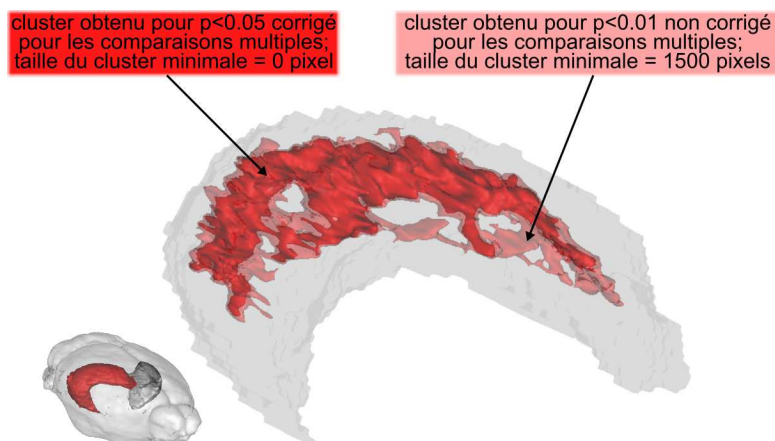 cluster obtenu pour p<0.05 corrigé
pour les comparaisons multiples;
taille du cluster minimale = 0 pixel
cluster obtenu pour p<0.01 non corrigé
pour les comparaisons multiples;
taille du cluster minimale = 1500 pixels